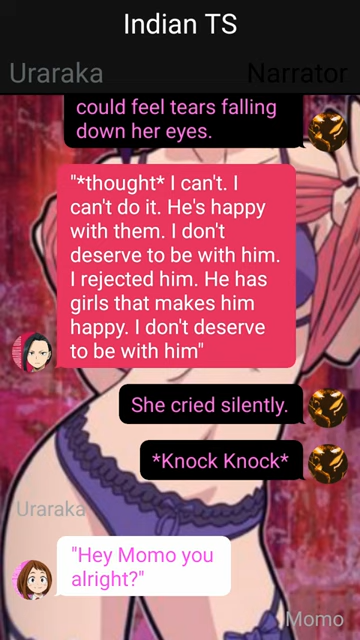 Indian TS
Uraraka
Narrator
could feel tears falling
down her eyes.
"*thought* I can't. I
can't do it. He's happy
with them. I don't
deserve to be with him.
I rejected him. He has
girls that makes him
happy. I don't deserve
to be with him"
She cried silently.
*Knock Knock*
Uraraka
"Hey Momo you
alright?"
Momo